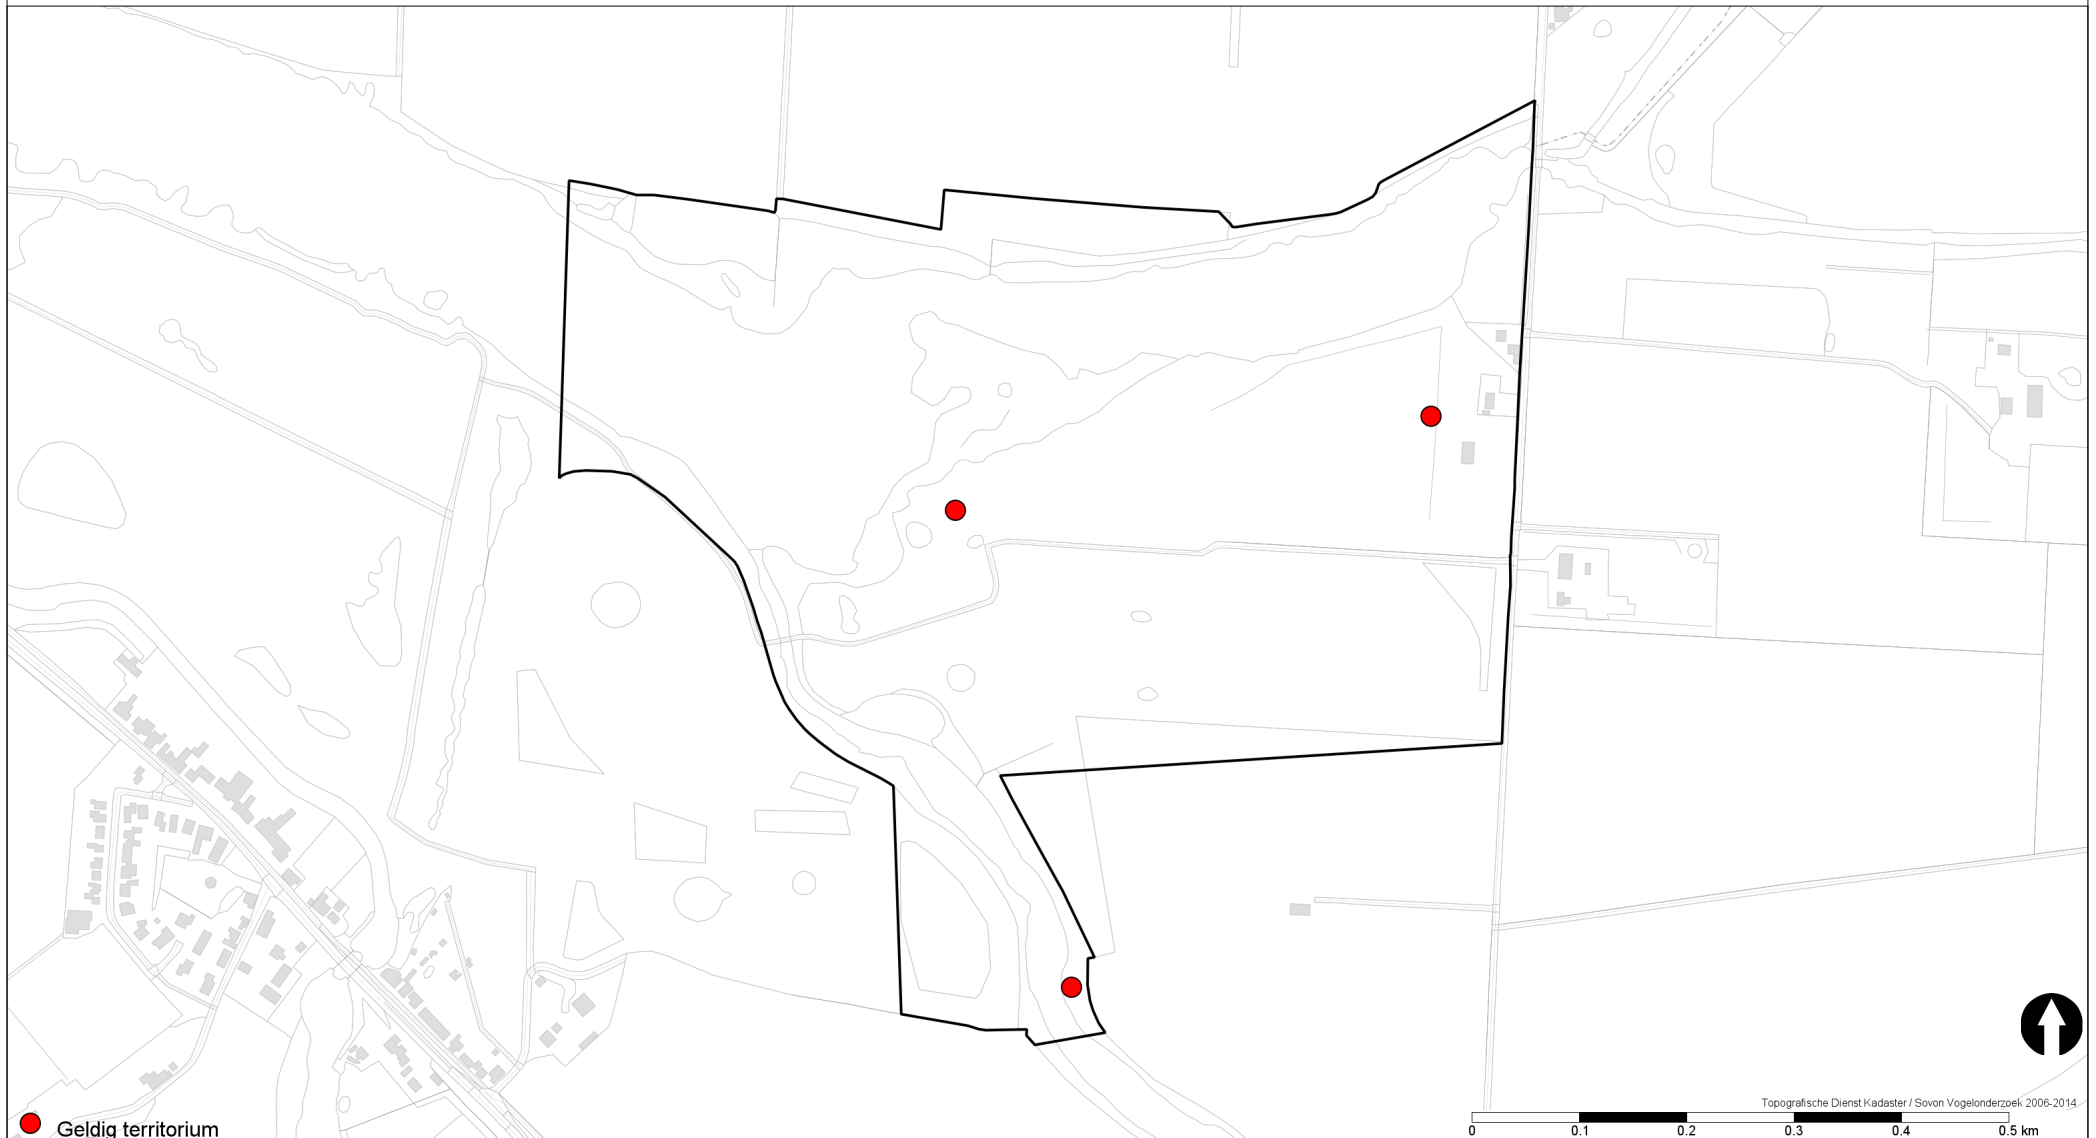 Topografische Dienst Kadaster / Sovon Vogelonderzoek 2006-2014
Geldig territorium
0 0.1 0.2 0.3 0.4 0.5 km